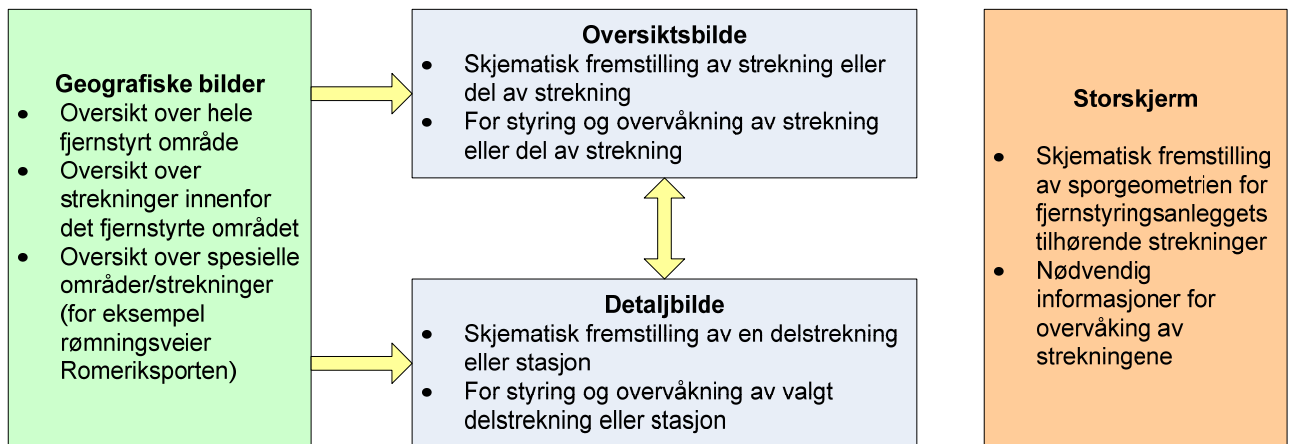 Geografiske bilder
• Oversikt over hele
fjernstyrt område
• Oversikt over
strekninger innenfor
det fjernstyrte området
• Oversikt over spesielle
områder/strekninger
(for eksempel
rømningsveier
Romeriksporten)
Oversiktsbilde
• Skjematisk fremstilling av strekning eller
del av strekning
• For styring og overvåkning av strekning
eller del av strekning
Detaljbilde
• Skjematisk fremstilling av en delstrekning
eller stasjon
• For styring og overvåkning av valgt
delstrekning eller stasjon
Storskjerm
• Skjematisk fremstilling
av sporgeometrien for
fjernstyringsanleggets
tilhørende strekninger
• Nødvendig
informasjoner for
overvåking av
strekningene